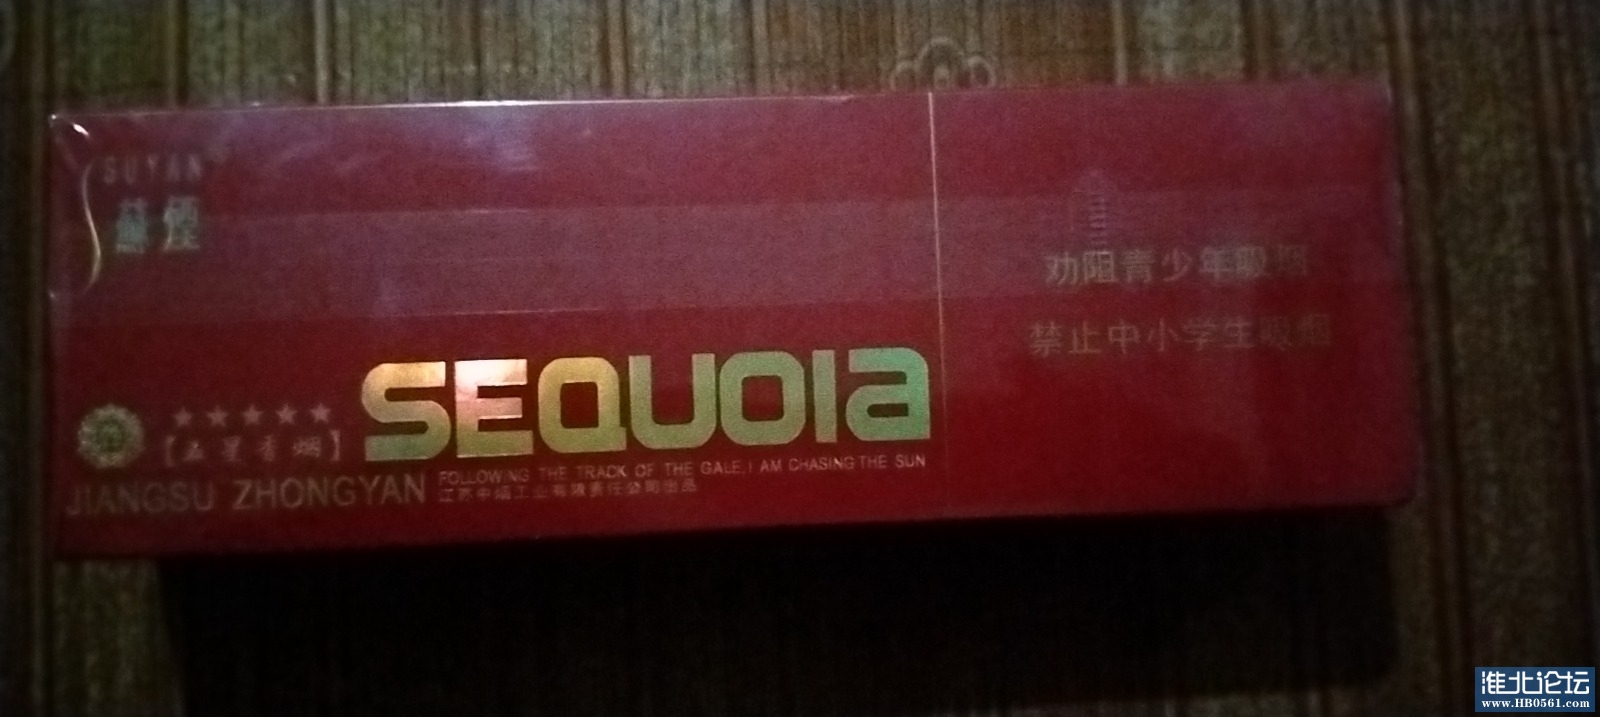 SUYAN
蘇煙
SEQUOIA
【五星香烟】
JIANGSU ZHONGYAN
FOLLOWING THE TRACK OF THE GALE, I AM CHASING THE SUN
江苏中烟工业有限责任公司出品
劝阻青少年吸烟
禁止中小学生吸烟
淮北论坛
www.HB0561.com